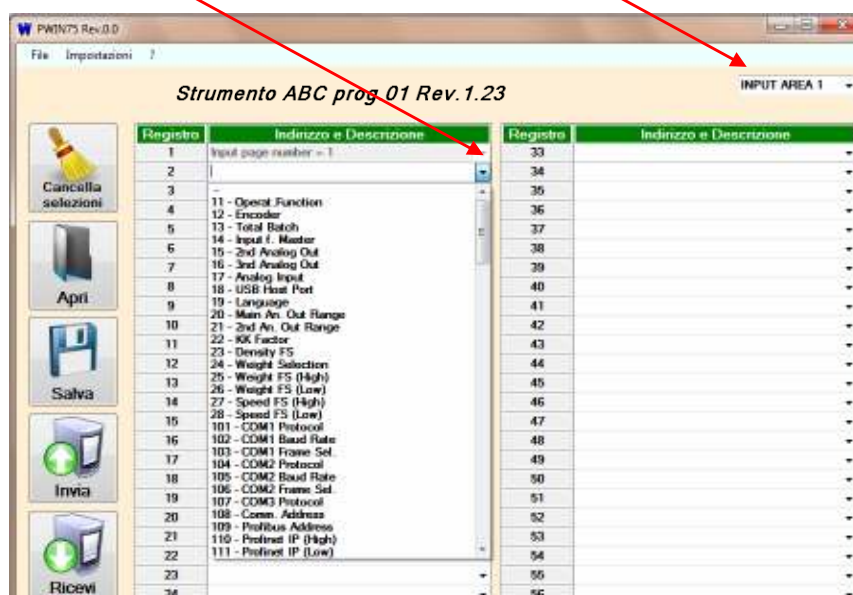 PWIN75 Rev.0.0
File Impostazioni ?
Strumento ABC prog 01 Rev.1.23
INPUT AREA 1
Cancella selezioni
Apri
Salva
Invia
Ricevi
Registro Indirizzo e Descrizione
1 Input page number = 1
2
3
4
5
6
7
8
9
10
11
12
13
14
15
16
17
18
19
20
21
22
23
24
-
11 - Operat.Function
12 - Encoder
13 - Total Batch
14 - Input f. Master
15 - 2nd Analog Out
16 - 3nd Analog Out
17 - Analog Input
18 - USB Host Port
19 - Language
20 - Main An. Out Range
21 - 2nd An. Out Range
22 - KK Factor
23 - Density FS
24 - Weight Selection
25 - Weight FS (High)
26 - Weight FS (Low)
27 - Speed FS (High)
28 - Speed FS (Low)
101 - COM1 Protocol
102 - COM1 Baud Rate
103 - COM1 Frame Sel.
104 - COM2 Protocol
105 - COM2 Baud Rate
106 - COM2 Frame Sel.
107 - COM3 Protocol
108 - Comm. Address
109 - Profibus Address
110 - Profinet IP (High)
111 - Profinet IP (Low)
Registro Indirizzo e Descrizione
33
34
35
36
37
38
39
40
41
42
43
44
45
46
47
48
49
50
51
52
53
54
55
56